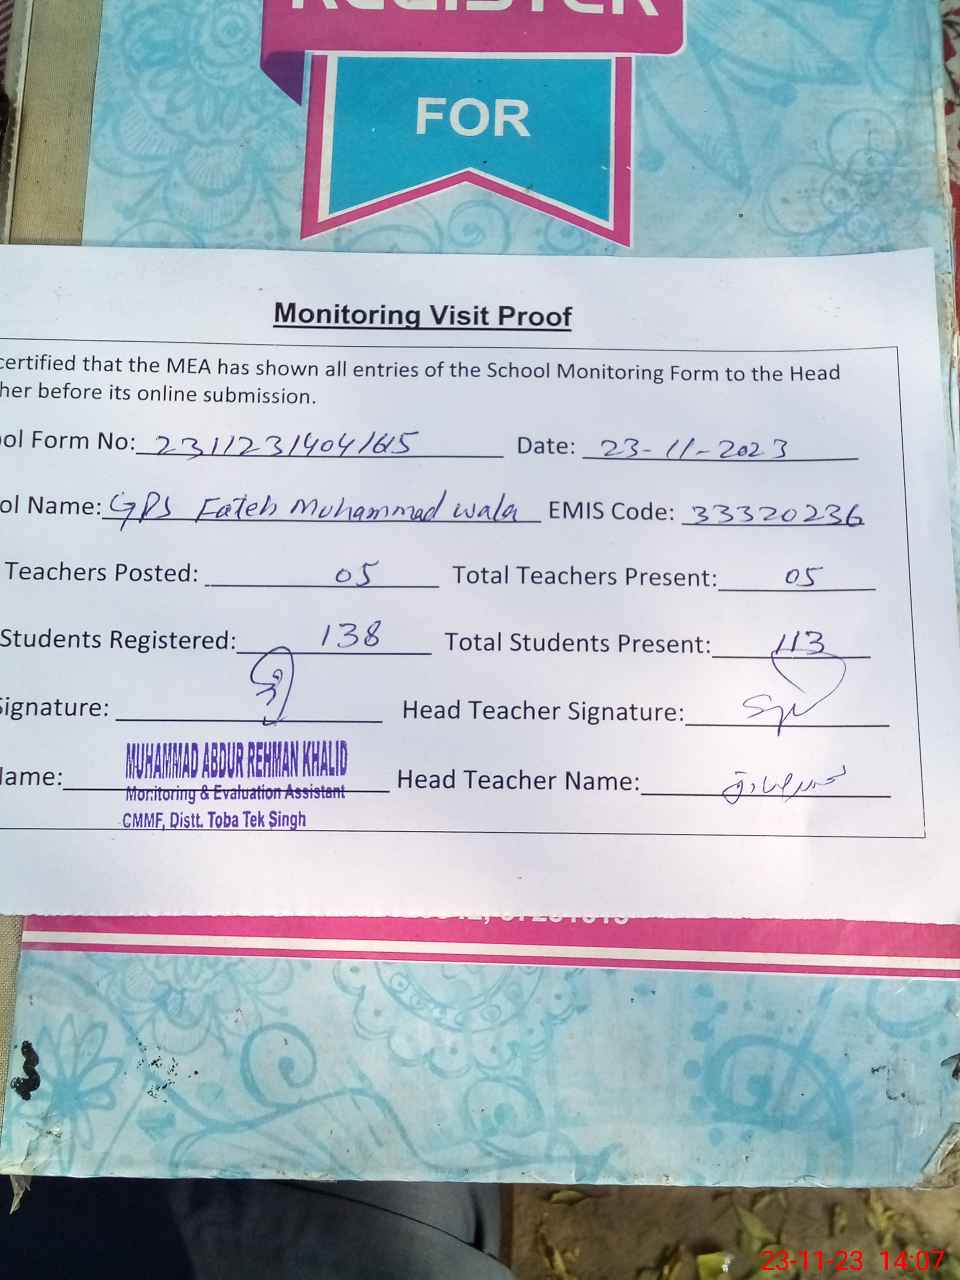 REGISTER
FOR
Monitoring Visit Proof
certified that the MEA has shown all entries of the School Monitoring Form to the Head
her before its online submission.
ol Form No: 23112314041615 Date: 23-11-2023
ol Name: GPS Fateh Muhammad wala EMIS Code: 33320236
Teachers Posted: 05 Total Teachers Present: 05
Students Registered: 138 Total Students Present: 113
Signature: Head Teacher Signature:
Name: MUHAMMAD ABDUR REHMAN KHALID Head Teacher Name:
Monitoring & Evaluation Assistant
CMMF, Distt. Toba Tek Singh
23-11-23 14:07